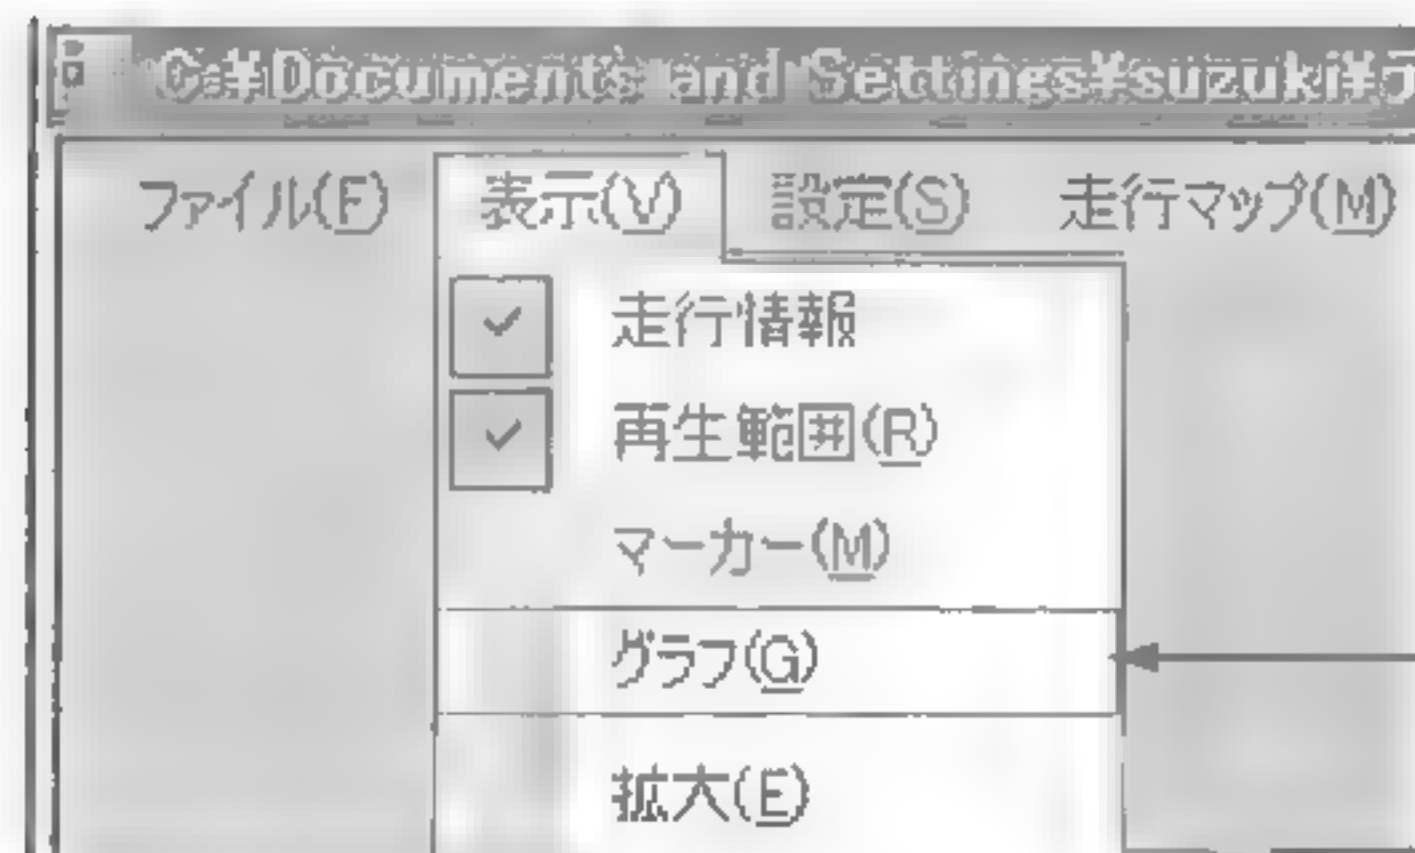 C:¥Documents and Settings¥suzuki¥デ
ファイル(F) 表示(V) 設定(S) 走行マップ(M)
走行情報
再生範囲(R)
マーカー(M)
グラフ(G)
拡大(E)